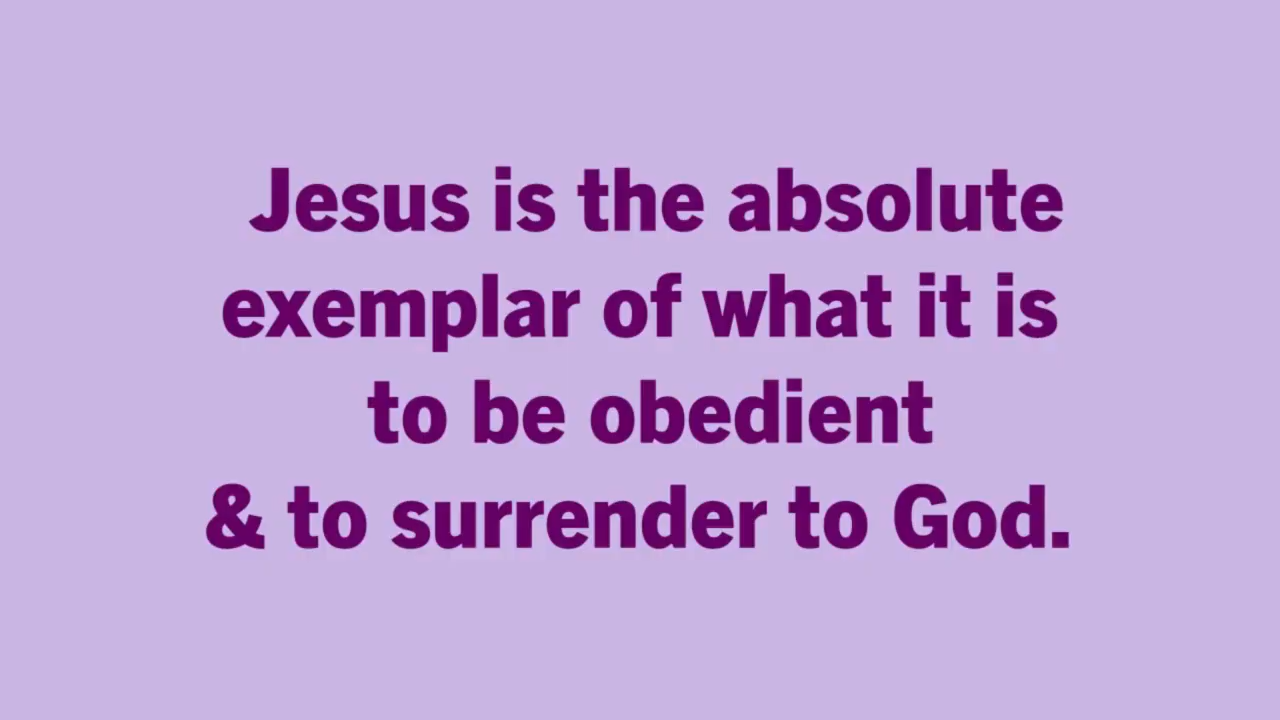 Jesus is the absolute
exemplar of what it is
to be obedient
& to surrender to God.